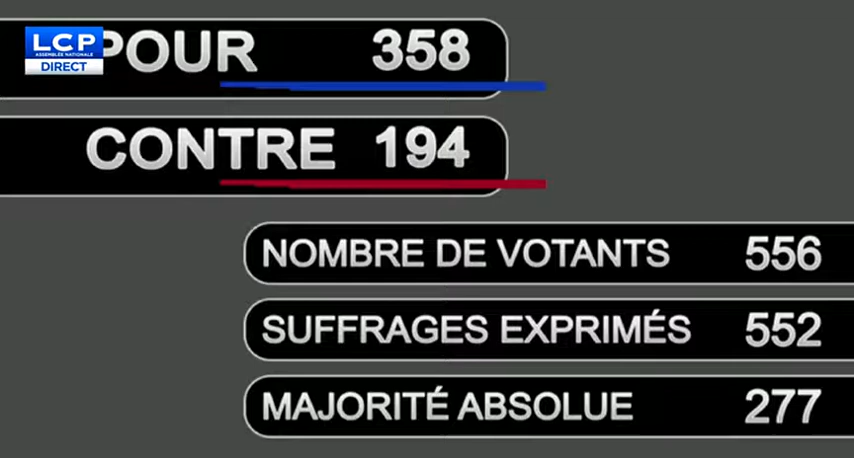 LCP
ASSEMBLÉE NATIONALE
DIRECT
POUR 358
CONTRE 194
NOMBRE DE VOTANTS 556
SUFFRAGES EXPRIMÉS 552
MAJORITÉ ABSOLUE 277